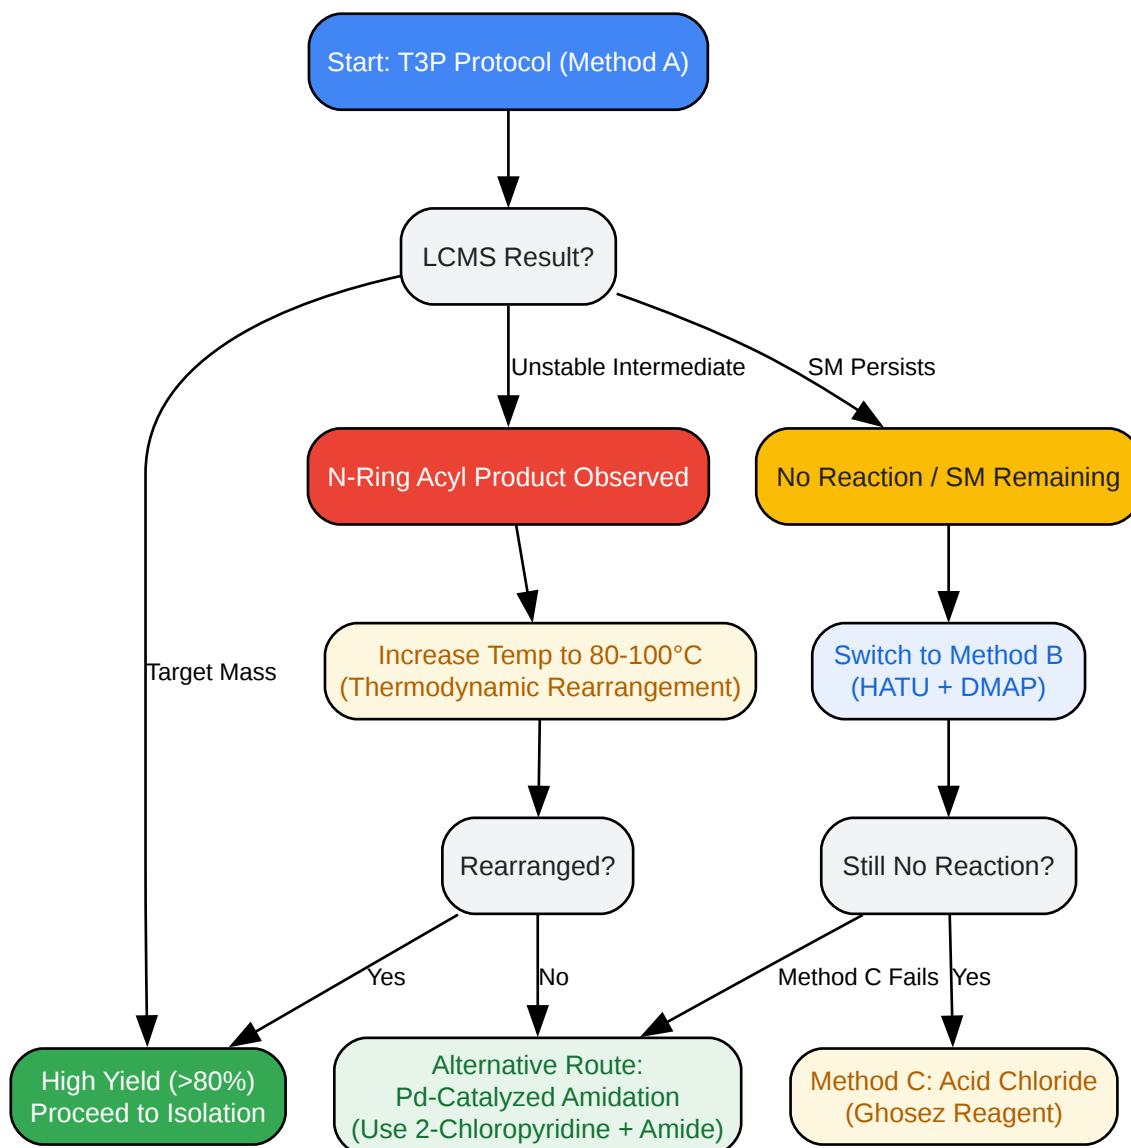 Start: T3P Protocol (Method A)
LCMS Result?
Unstable Intermediate
SM Persists
N-Ring Acyl Product Observed
No Reaction / SM Remaining
Target Mass
Increase Temp to 80-100°C
(Thermodynamic Rearrangement)
Switch to Method B
(HATU + DMAP)
Rearranged?
Still No Reaction?
Yes
No
Method C Fails
Yes
High Yield (>80%)
Proceed to Isolation
Alternative Route:
Pd-Catalyzed Amidation
(Use 2-Chloropyridine + Amide)
Method C: Acid Chloride
(Ghosez Reagent)